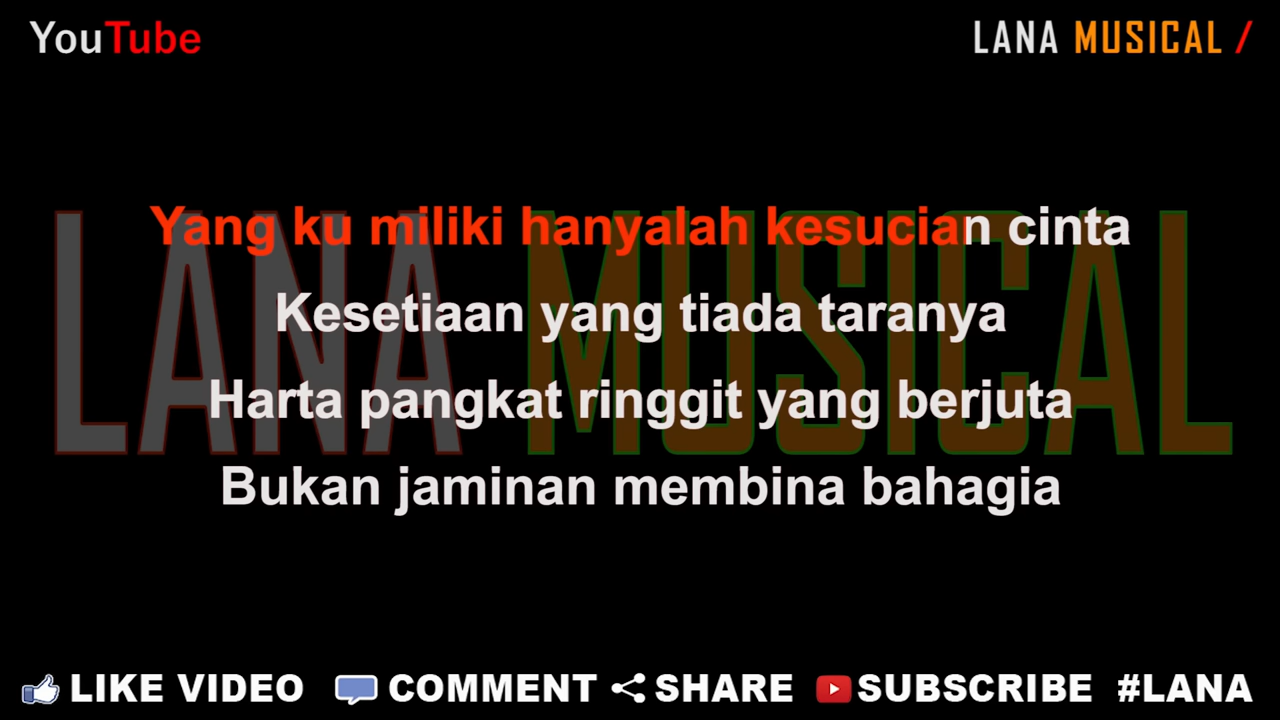 YouTube
LANA MUSICAL /
LANA MUSICAL
Yang ku miliki hanyalah kesucian cinta
Kesetiaan yang tiada taranya
Harta pangkat ringgit yang berjuta
Bukan jaminan membina bahagia
LIKE VIDEO COMMENT SHARE SUBSCRIBE #LANA